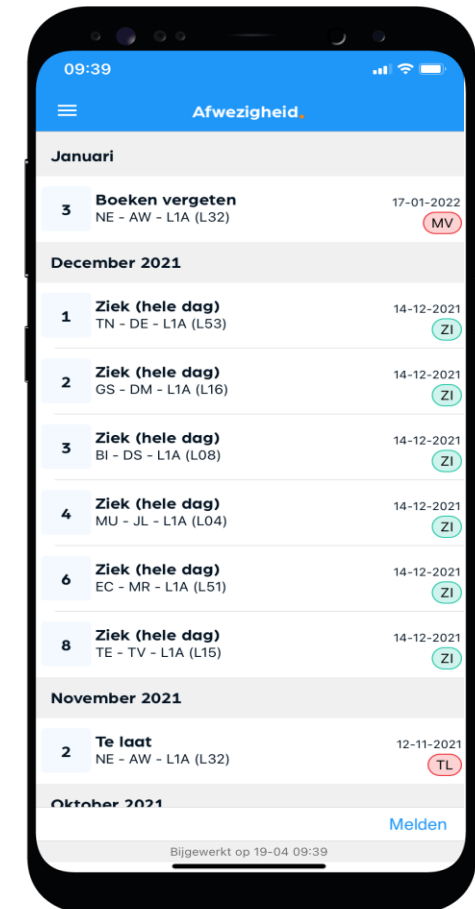 09:39
Afwezigheid.
Januari
3 Boeken vergeten 17-01-2022
NE - AW - L1A (L32) MV
December 2021
1 Ziek (hele dag) 14-12-2021
TN - DE - L1A (L53) ZI
2 Ziek (hele dag) 14-12-2021
GS - DM - L1A (L16) ZI
3 Ziek (hele dag) 14-12-2021
BI - DS - L1A (L08) ZI
4 Ziek (hele dag) 14-12-2021
MU - JL - L1A (L04) ZI
6 Ziek (hele dag) 14-12-2021
EC - MR - L1A (L51) ZI
8 Ziek (hele dag) 14-12-2021
TE - TV - L1A (L15) ZI
November 2021
2 Te laat 12-11-2021
NE - AW - L1A (L32) TL
Oktober 2021
Melden
Bijgewerkt op 19-04 09:39